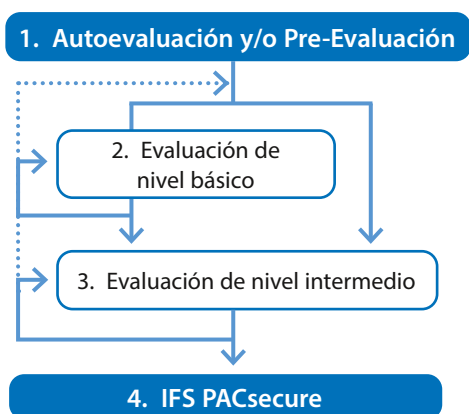 1. Autoevaluación y/o Pre-Evaluación
2. Evaluación de
nivel básico
3. Evaluación de nivel intermedio
4. IFS PACsecure